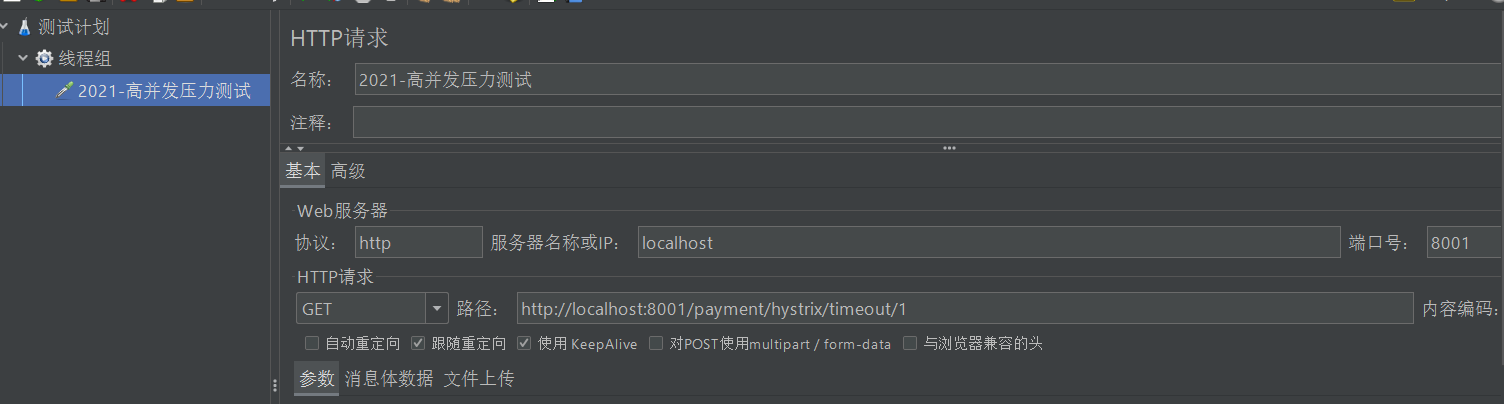 测试计划
线程组
2021-高并发压力测试
HTTP请求
名称： 2021-高并发压力测试
注释：
基本 高级
Web服务器
协议： http 服务器名称或IP： localhost 端口号： 8001
HTTP请求
GET 路径： http://localhost:8001/payment/hystrix/timeout/1 内容编码：
自动重定向 跟随重定向 使用 KeepAlive 对POST使用multipart / form-data 与浏览器兼容的头
参数 消息体数据 文件上传